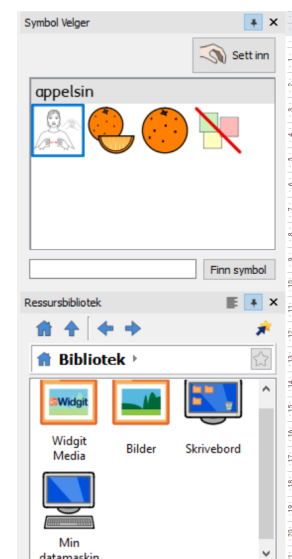 Symbol Velger
Sett inn
appelsin
Finn symbol
Ressursbibliotek
Bibliotek
Widgit
Widgit
Media
Bilder
Skrivebord
Min
datamaskin